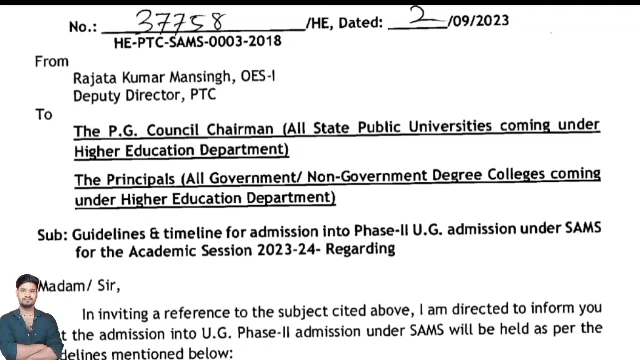 No.: 37758 /HE, Dated: 2 /09/2023
HE-PTC-SAMS-0003-2018
From
Rajata Kumar Mansingh, OES-I
Deputy Director, PTC
To
The P.G. Council Chairman (All State Public Universities coming under
Higher Education Department)
The Principals (All Government/ Non-Government Degree Colleges coming
under Higher Education Department)
Sub: Guidelines & timeline for admission into Phase-II U.G. admission under SAMS
for the Academic Session 2023-24- Regarding
Madam/ Sir,
In inviting a reference to the subject cited above, I am directed to inform you
the admission into U.G. Phase-II admission under SAMS will be held as per the
delines mentioned below: